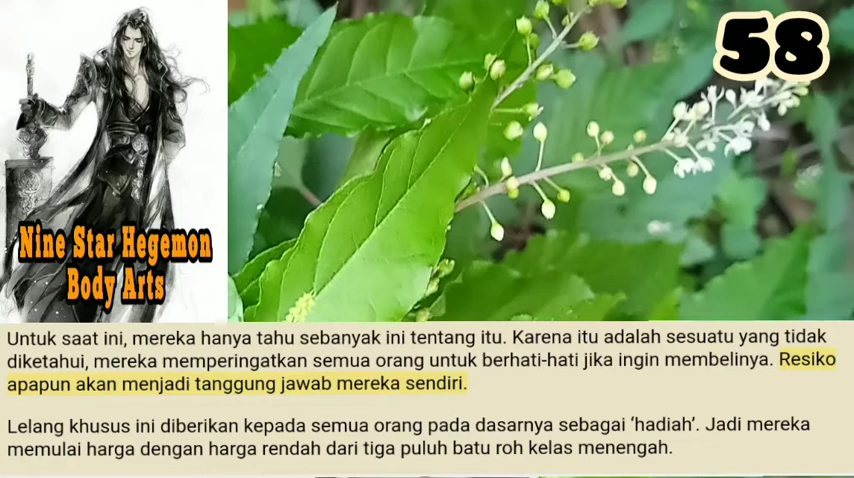 58
Nine Star Hegemon
Body Arts
Untuk saat ini, mereka hanya tahu sebanyak ini tentang itu. Karena itu adalah sesuatu yang tidak
diketahui, mereka memperingatkan semua orang untuk berhati-hati jika ingin membelinya. Resiko
apapun akan menjadi tanggung jawab mereka sendiri.
Lelang khusus ini diberikan kepada semua orang pada dasarnya sebagai ‘hadiah’. Jadi mereka
memulai harga dengan harga rendah dari tiga puluh batu roh kelas menengah.